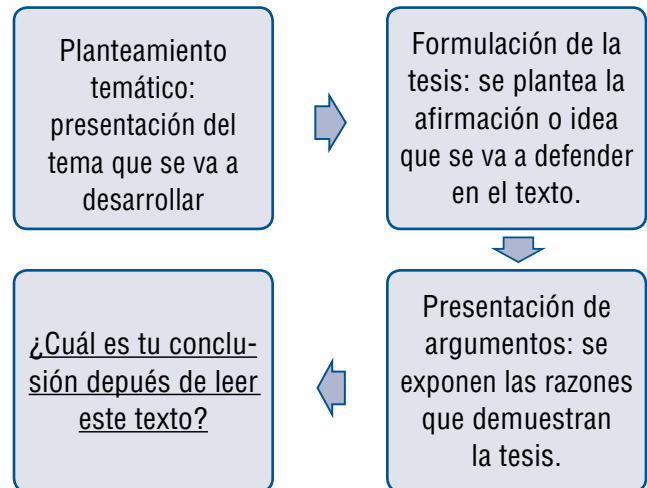 Planteamiento
temático:
presentación del
tema que se va a
desarrollar
Formulación de la
tesis: se plantea la
afirmación o idea
que se va a defender
en el texto.
Presentación de
argumentos: se
exponen las razones
que demuestran
la tesis.
¿Cuál es tu conclu-
sión depués de leer
este texto?